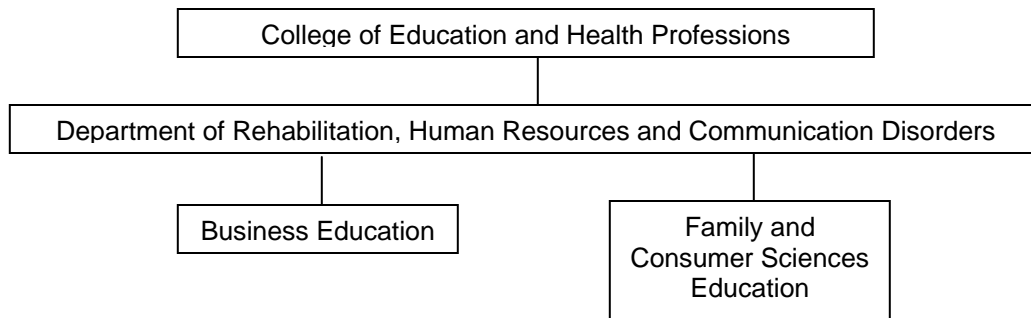 College of Education and Health Professions
Department of Rehabilitation, Human Resources and Communication Disorders
Business Education
Family and
Consumer Sciences
Education